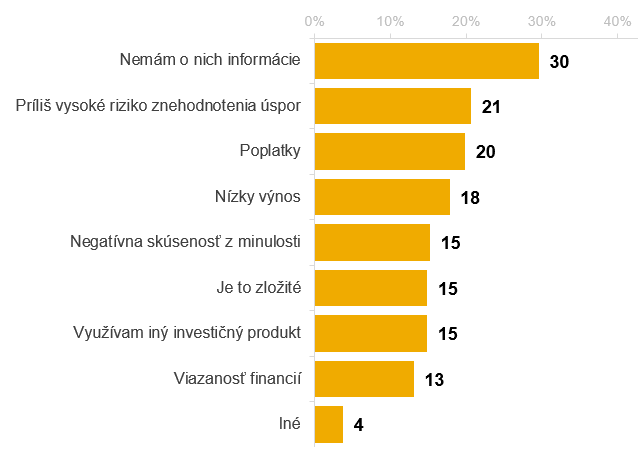 0% 10% 20% 30% 40%
Nemám o nich informácie 30
Príliš vysoké riziko znehodnotenia úspor 21
Poplatky 20
Nízky výnos 18
Negatívna skúsenosť z minulosti 15
Je to zložité 15
Využívam iný investičný produkt 15
Viazanosť financií 13
Iné 4